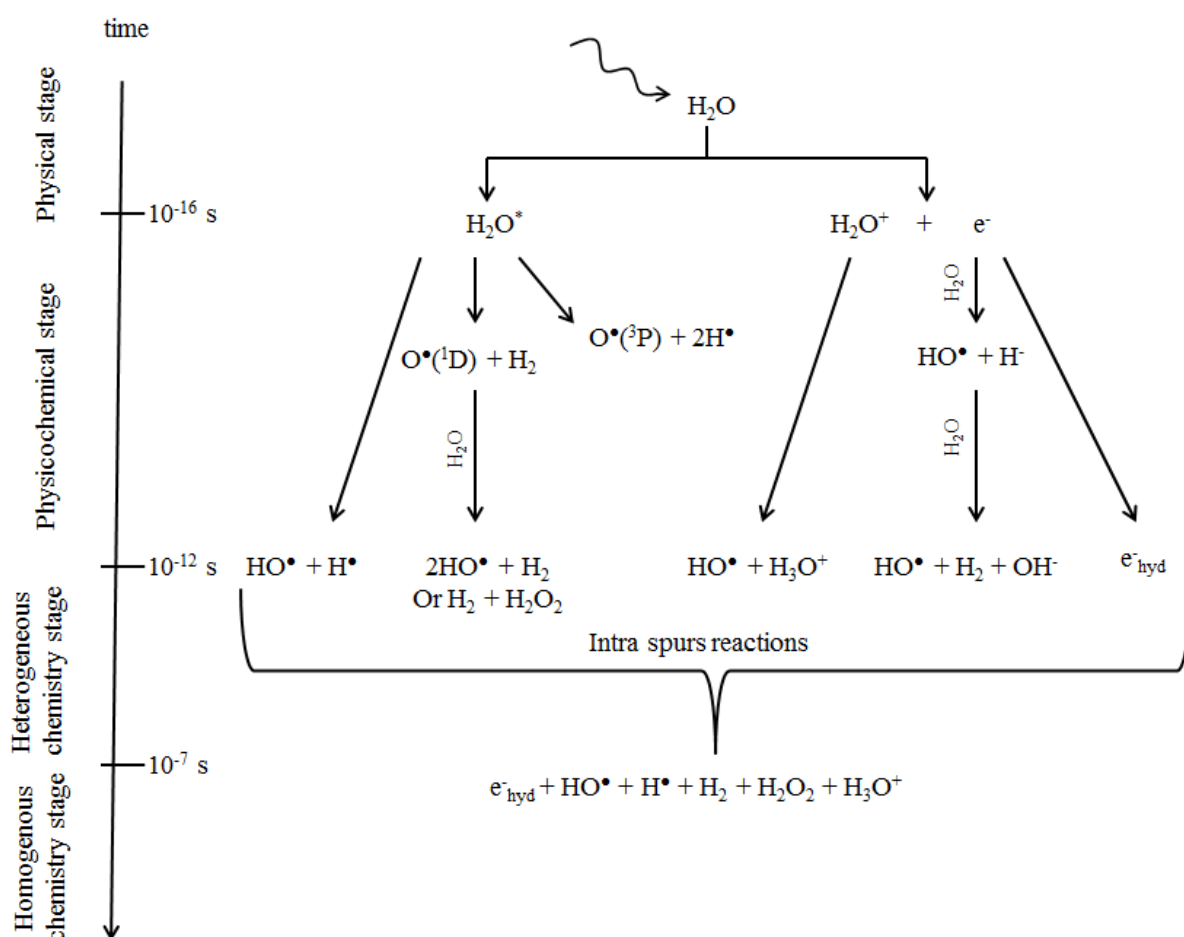 time
Physical stage
H₂O
10⁻¹⁶ s
H₂O*
H₂O⁺ + e⁻
Physicochemical stage
H₂O
O•(³P) + 2H•
O•(¹D) + H₂
HO• + H⁻
H₂O
H₂O
10⁻¹² s
HO• + H•
2HO• + H₂
Or H₂ + H₂O₂
HO• + H₃O⁺
HO• + H₂ + OH⁻
e⁻hyd
Heterogeneous
chemistry stage
Intra spurs reactions
10⁻⁷ s
e⁻hyd + HO• + H• + H₂ + H₂O₂ + H₃O⁺
Homogenous
chemistry stage